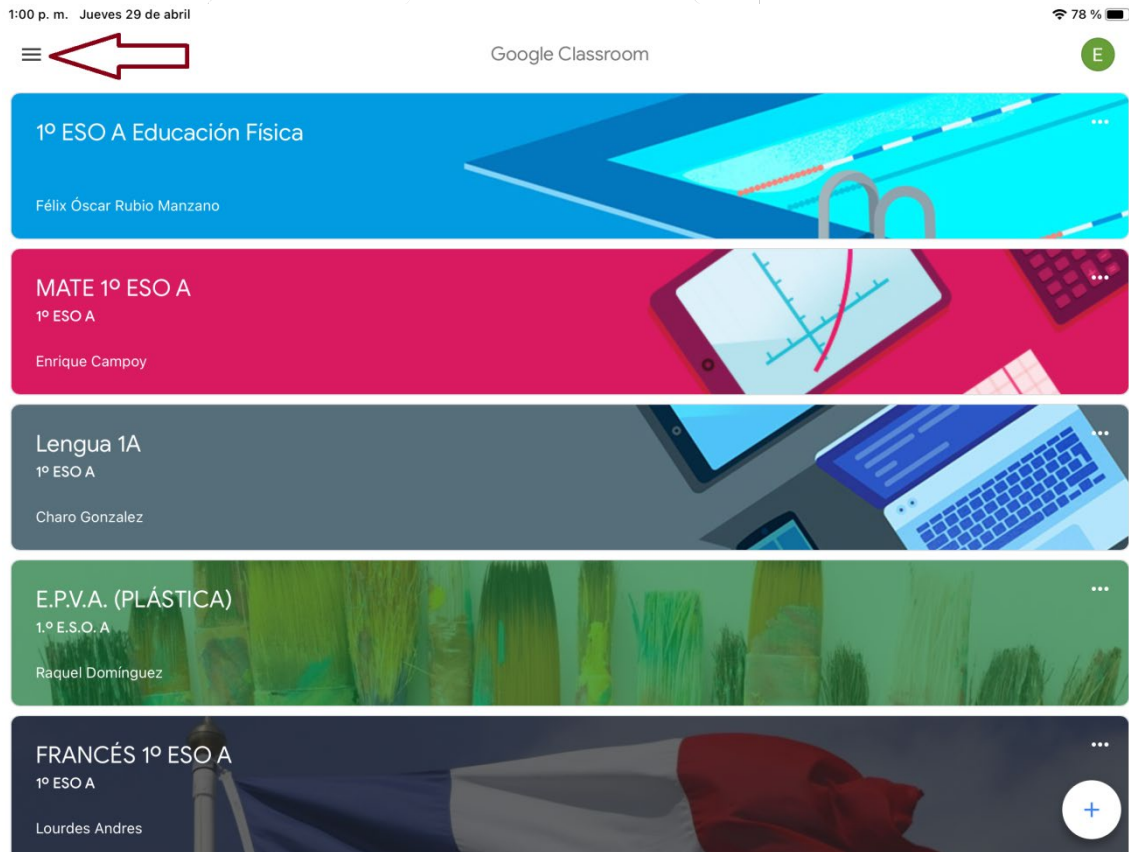 1:00 p. m. Jueves 29 de abril
78 %
Google Classroom
E
1º ESO A Educación Física
Félix Óscar Rubio Manzano
MATE 1º ESO A
1º ESO A
Enrique Campoy
Lengua 1A
1º ESO A
Charo Gonzalez
E.P.V.A. (PLÁSTICA)
1.º E.S.O. A
Raquel Domínguez
FRANCÉS 1º ESO A
1º ESO A
Lourdes Andres